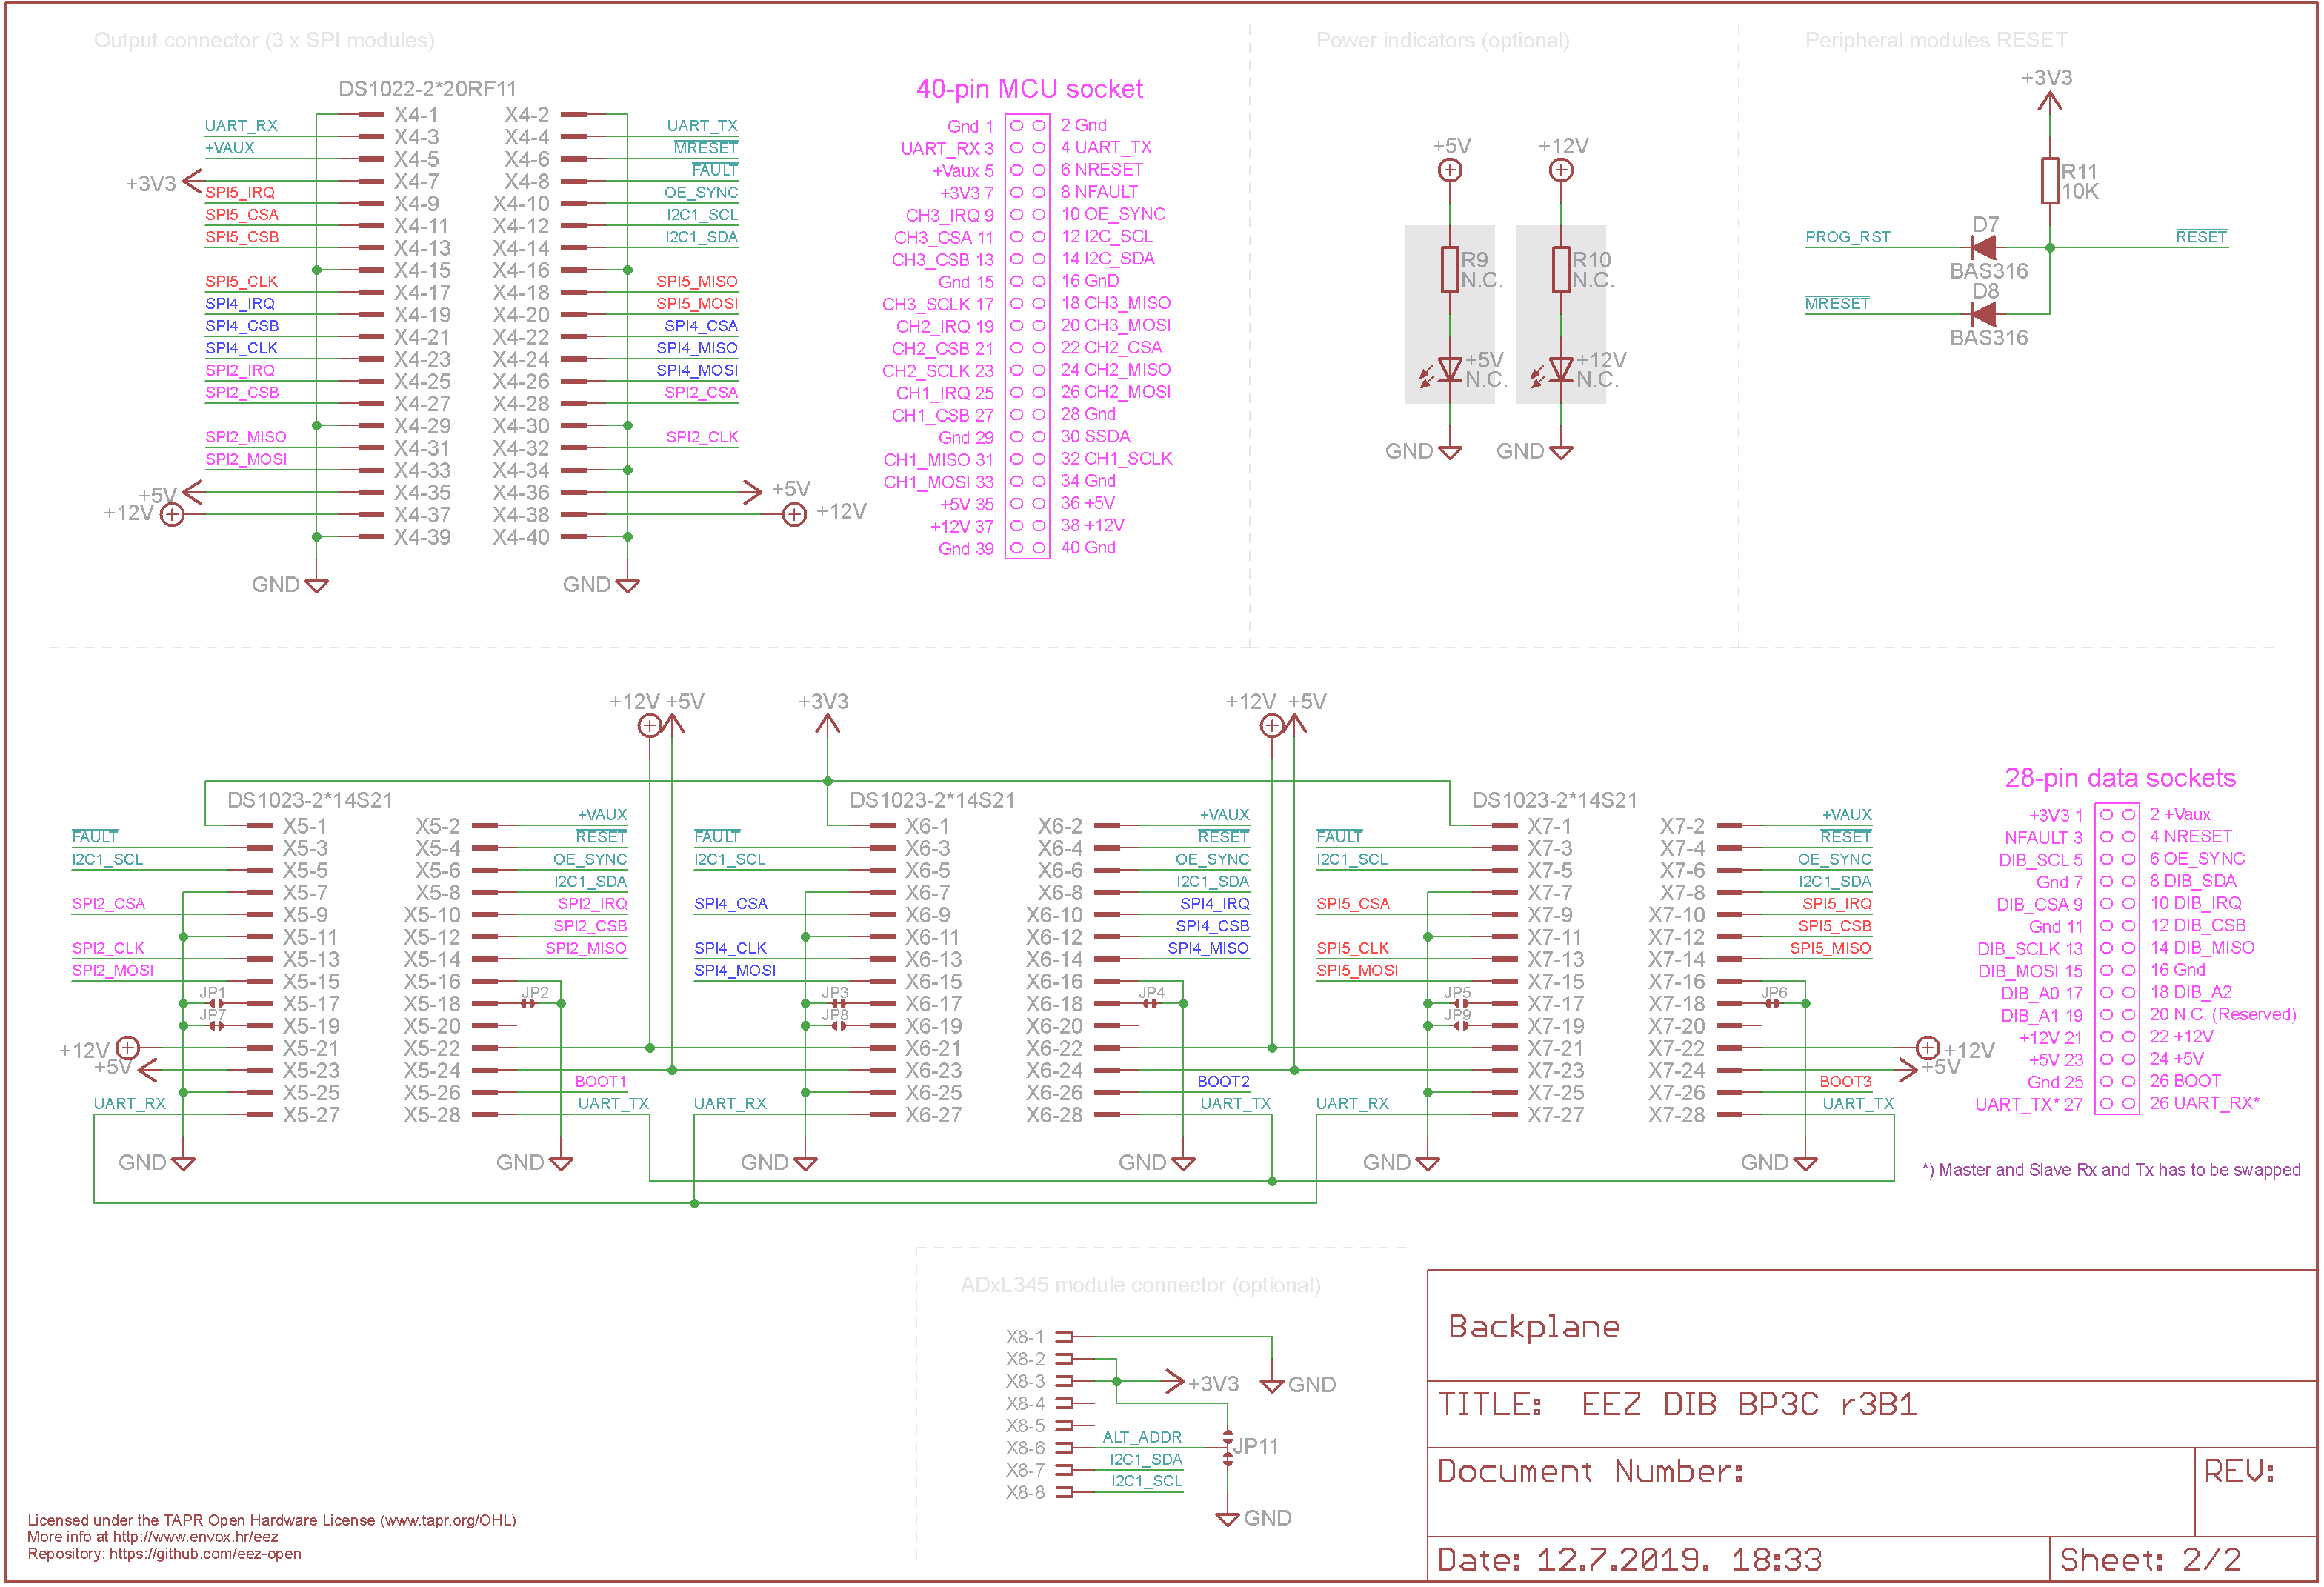 Output connector (3 x SPI modules)
DS1022-2*20RF11
X4-1 X4-2
UART_RX X4-3 X4-4 UART_TX
+VAUX X4-5 X4-6 MRESET
+3V3 X4-7 X4-8 FAULT
SPI5_IRQ X4-9 X4-10 OE_SYNC
SPI5_CSA X4-11 X4-12 I2C1_SCL
SPI5_CSB X4-13 X4-14 I2C1_SDA
X4-15 X4-16
SPI5_CLK X4-17 X4-18 SPI5_MISO
SPI4_IRQ X4-19 X4-20 SPI5_MOSI
SPI4_CSB X4-21 X4-22 SPI4_CSA
SPI4_CLK X4-23 X4-24 SPI4_MISO
SPI2_IRQ X4-25 X4-26 SPI4_MOSI
SPI2_CSB X4-27 X4-28 SPI2_CSA
X4-29 X4-30
SPI2_MISO X4-31 X4-32 SPI2_CLK
SPI2_MOSI X4-33 X4-34
+5V X4-35 X4-36 +5V
+12V X4-37 X4-38 +12V
X4-39 X4-40
GND GND
40-pin MCU socket
Gnd 1 2 Gnd
UART_RX 3 4 UART_TX
+Vaux 5 6 NRESET
+3V3 7 8 NFAULT
CH3_IRQ 9 10 OE_SYNC
CH3_CSA 11 12 I2C_SCL
CH3_CSB 13 14 I2C_SDA
Gnd 15 16 GnD
CH3_SCLK 17 18 CH3_MISO
CH2_IRQ 19 20 CH3_MOSI
CH2_CSB 21 22 CH2_CSA
CH2_SCLK 23 24 CH2_MISO
CH1_IRQ 25 26 CH2_MOSI
CH1_CSB 27 28 Gnd
Gnd 29 30 SSDA
CH1_MISO 31 32 CH1_SCLK
CH1_MOSI 33 34 Gnd
+5V 35 36 +5V
+12V 37 38 +12V
Gnd 39 40 Gnd
Power indicators (optional)
+5V +12V
R9 R10
N.C. N.C.
+5V +12V
N.C. N.C.
GND GND
Peripheral modules RESET
+3V3
R11
10K
D7
PROG_RST RESET
BAS316
D8
MRESET
BAS316
+12V +5V +3V3 +12V +5V
DS1023-2*14S21
X5-1 X5-2 +VAUX
FAULT X5-3 X5-4 RESET
I2C1_SCL X5-5 X5-6 OE_SYNC
X5-7 X5-8 I2C1_SDA
SPI2_CSA X5-9 X5-10 SPI2_IRQ
X5-11 X5-12 SPI2_CSB
SPI2_CLK X5-13 X5-14 SPI2_MISO
SPI2_MOSI X5-15 X5-16
JP1 X5-17 X5-18 JP2
JP7 X5-19 X5-20
+12V X5-21 X5-22
+5V X5-23 X5-24
X5-25 X5-26 BOOT1
UART_RX X5-27 X5-28 UART_TX
GND GND
DS1023-2*14S21
X6-1 X6-2 +VAUX
FAULT X6-3 X6-4 RESET
I2C1_SCL X6-5 X6-6 OE_SYNC
X6-7 X6-8 I2C1_SDA
SPI4_CSA X6-9 X6-10 SPI4_IRQ
X6-11 X6-12 SPI4_CSB
SPI4_CLK X6-13 X6-14 SPI4_MISO
SPI4_MOSI X6-15 X6-16
JP3 X6-17 X6-18 JP4
JP8 X6-19 X6-20
X6-21 X6-22
X6-23 X6-24
X6-25 X6-26 BOOT2
UART_RX X6-27 X6-28 UART_TX
GND GND
DS1023-2*14S21
X7-1 X7-2 +VAUX
FAULT X7-3 X7-4 RESET
I2C1_SCL X7-5 X7-6 OE_SYNC
X7-7 X7-8 I2C1_SDA
SPI5_CSA X7-9 X7-10 SPI5_IRQ
X7-11 X7-12 SPI5_CSB
SPI5_CLK X7-13 X7-14 SPI5_MISO
SPI5_MOSI X7-15 X7-16
JP5 X7-17 X7-18 JP6
JP9 X7-19 X7-20
X7-21 X7-22 +12V
X7-23 X7-24 +5V
X7-25 X7-26 BOOT3
UART_RX X7-27 X7-28 UART_TX
GND GND
28-pin data sockets
+3V3 1 2 +Vaux
NFAULT 3 4 NRESET
DIB_SCL 5 6 OE_SYNC
Gnd 7 8 DIB_SDA
DIB_CSA 9 10 DIB_IRQ
Gnd 11 12 DIB_CSB
DIB_SCLK 13 14 DIB_MISO
DIB_MOSI 15 16 Gnd
DIB_A0 17 18 DIB_A2
DIB_A1 19 20 N.C. (Reserved)
+12V 21 22 +12V
+5V 23 24 +5V
Gnd 25 26 BOOT
UART_TX* 27 26 UART_RX*
*) Master and Slave Rx and Tx has to be swapped
ADxL345 module connector (optional)
X8-1
X8-2
X8-3 +3V3 GND
X8-4
X8-5
X8-6 ALT_ADDR JP11
X8-7 I2C1_SDA
X8-8 I2C1_SCL
GND
Backplane
TITLE: EEZ DIB BP3C r3B1
Document Number: REV:
Date: 12.7.2019. 18:33 Sheet: 2/2
Licensed under the TAPR Open Hardware License (www.tapr.org/OHL)
More info at http://www.envox.hr/eez
Repository: https://github.com/eez-open